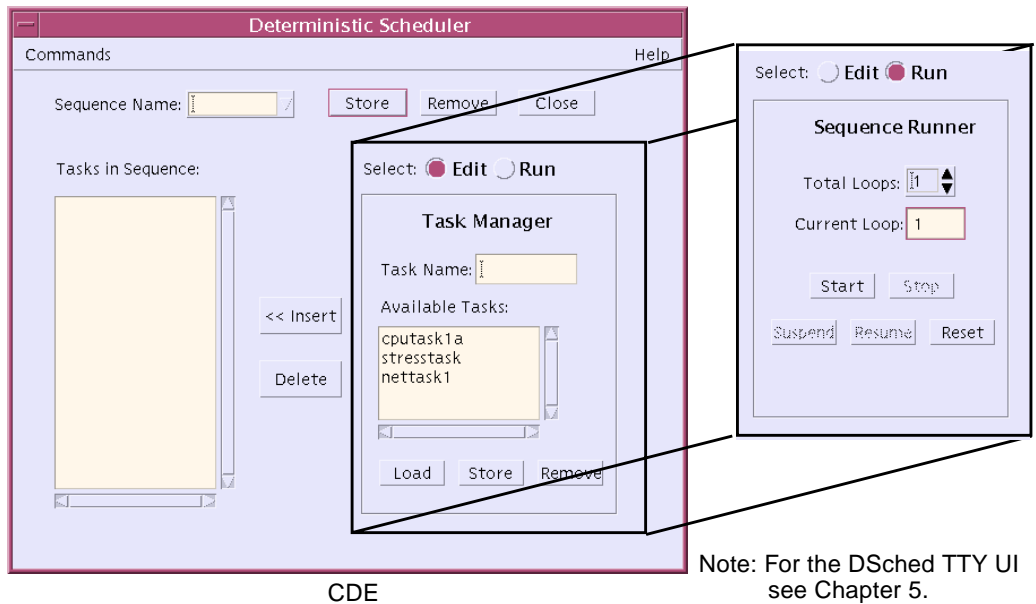 Deterministic Scheduler
Commands Help
Sequence Name: Store Remove Close
Tasks in Sequence:
<< Insert
Delete
Select: Edit Run
Task Manager
Task Name:
Available Tasks:
cputask1a
stresstask
nettask1
Load Store Remove
Select: Edit Run
Sequence Runner
Total Loops: 1
Current Loop: 1
Start Stop
Suspend Resume Reset
CDE
Note: For the DSched TTY UI
see Chapter 5.